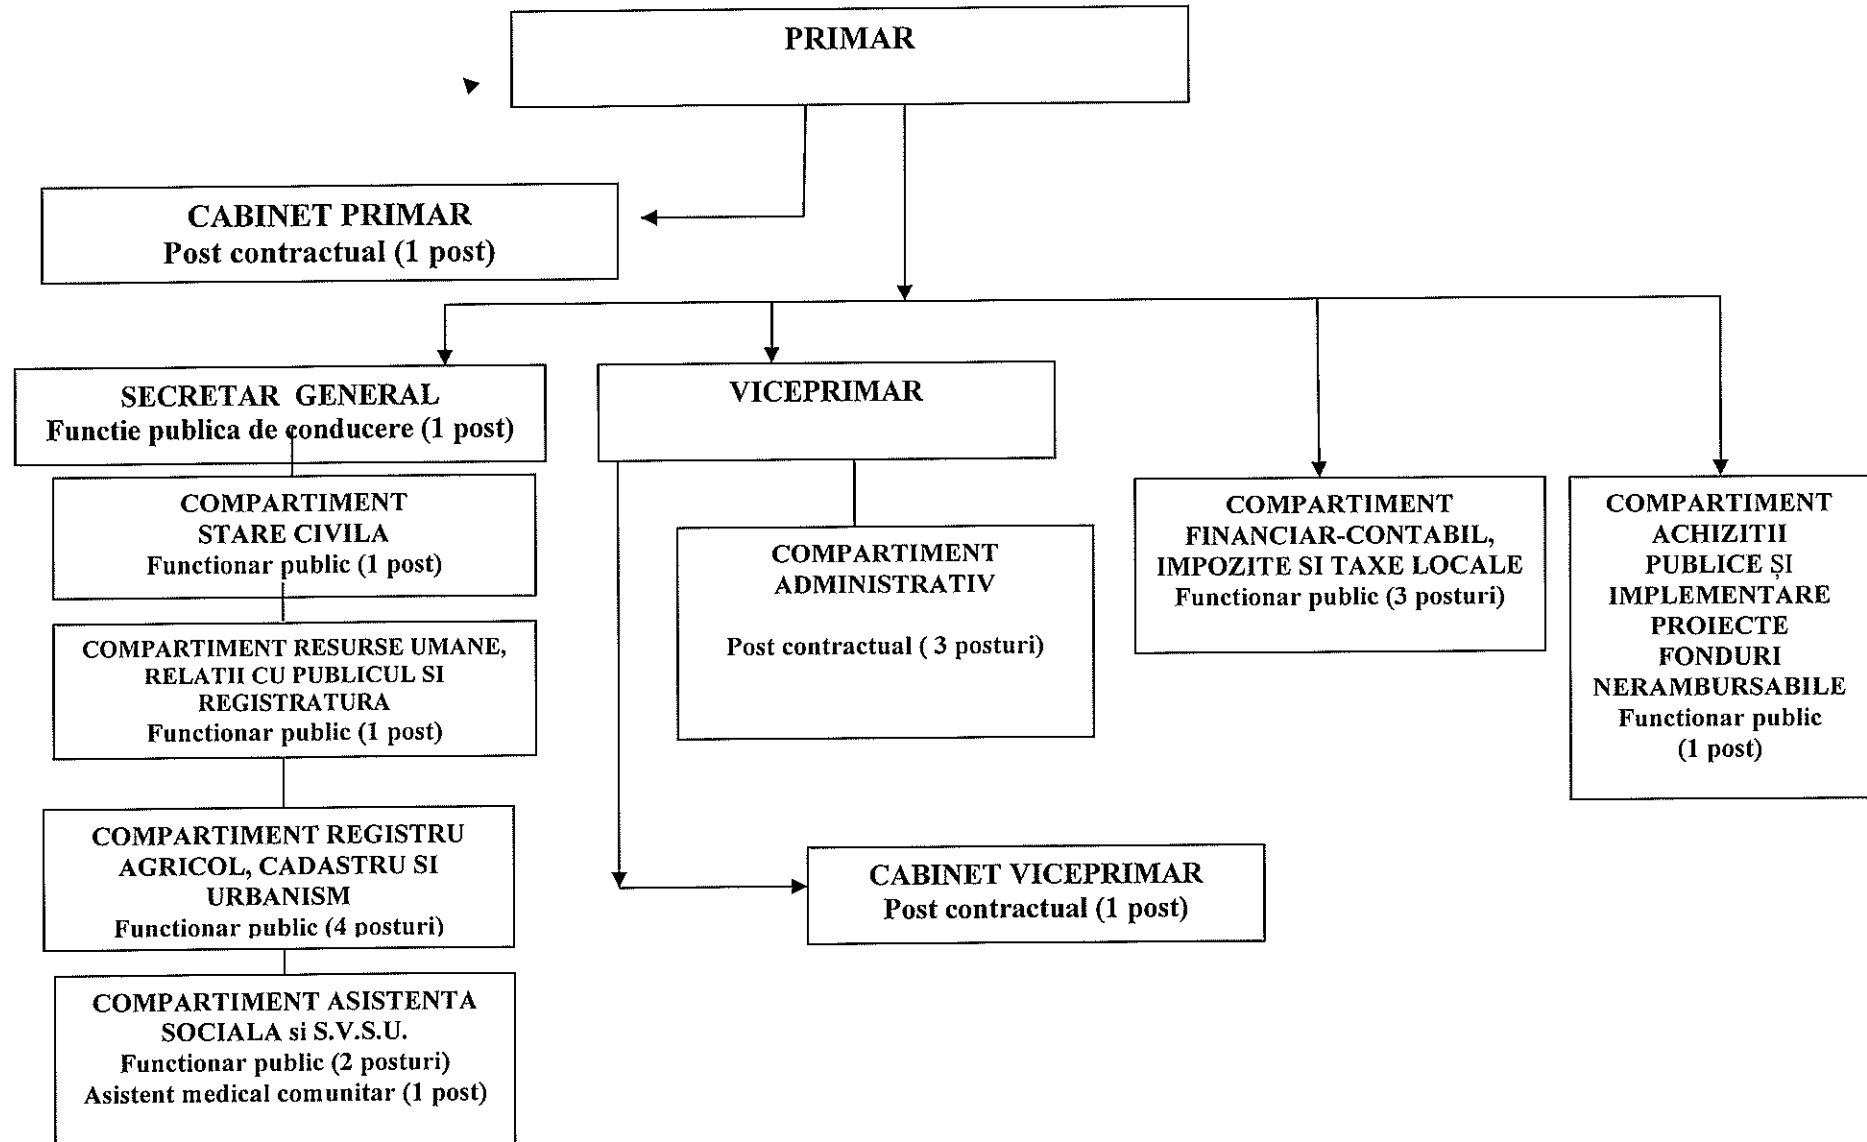 PRIMAR
CABINET PRIMAR
Post contractual (1 post)
SECRETAR GENERAL
Functie publica de conducere (1 post)
VICEPRIMAR
COMPARTIMENT
STARE CIVILA
Functionar public (1 post)
COMPARTIMENT RESURSE UMANE,
RELATII CU PUBLICUL SI
REGISTRATURA
Functionar public (1 post)
COMPARTIMENT REGISTRU
AGRICOL, CADASTRU SI
URBANISM
Functionar public (4 posturi)
COMPARTIMENT ASISTENTA
SOCIALA si S.V.S.U.
Functionar public (2 posturi)
Asistent medical comunitar (1 post)
COMPARTIMENT
ADMINISTRATIV
Post contractual ( 3 posturi)
CABINET VICEPRIMAR
Post contractual (1 post)
COMPARTIMENT
FINANCIAR-CONTABIL,
IMPOZITE SI TAXE LOCALE
Functionar public (3 posturi)
COMPARTIMENT
ACHIZITII
PUBLICE ȘI
IMPLEMENTARE
PROIECTE
FONDURI
NERAMBURSABILE
Functionar public
(1 post)